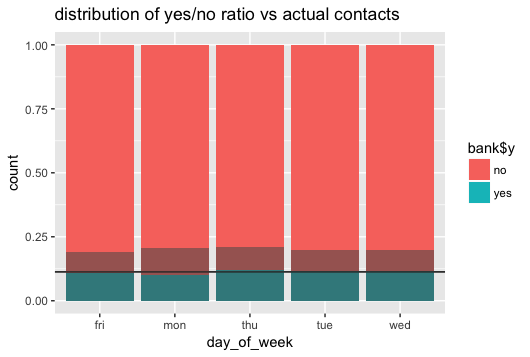 distribution of yes/no ratio vs actual contacts
1.00
0.75
0.50
0.25
0.00
count
fri mon thu tue wed
day_of_week
bank$y
no
yes